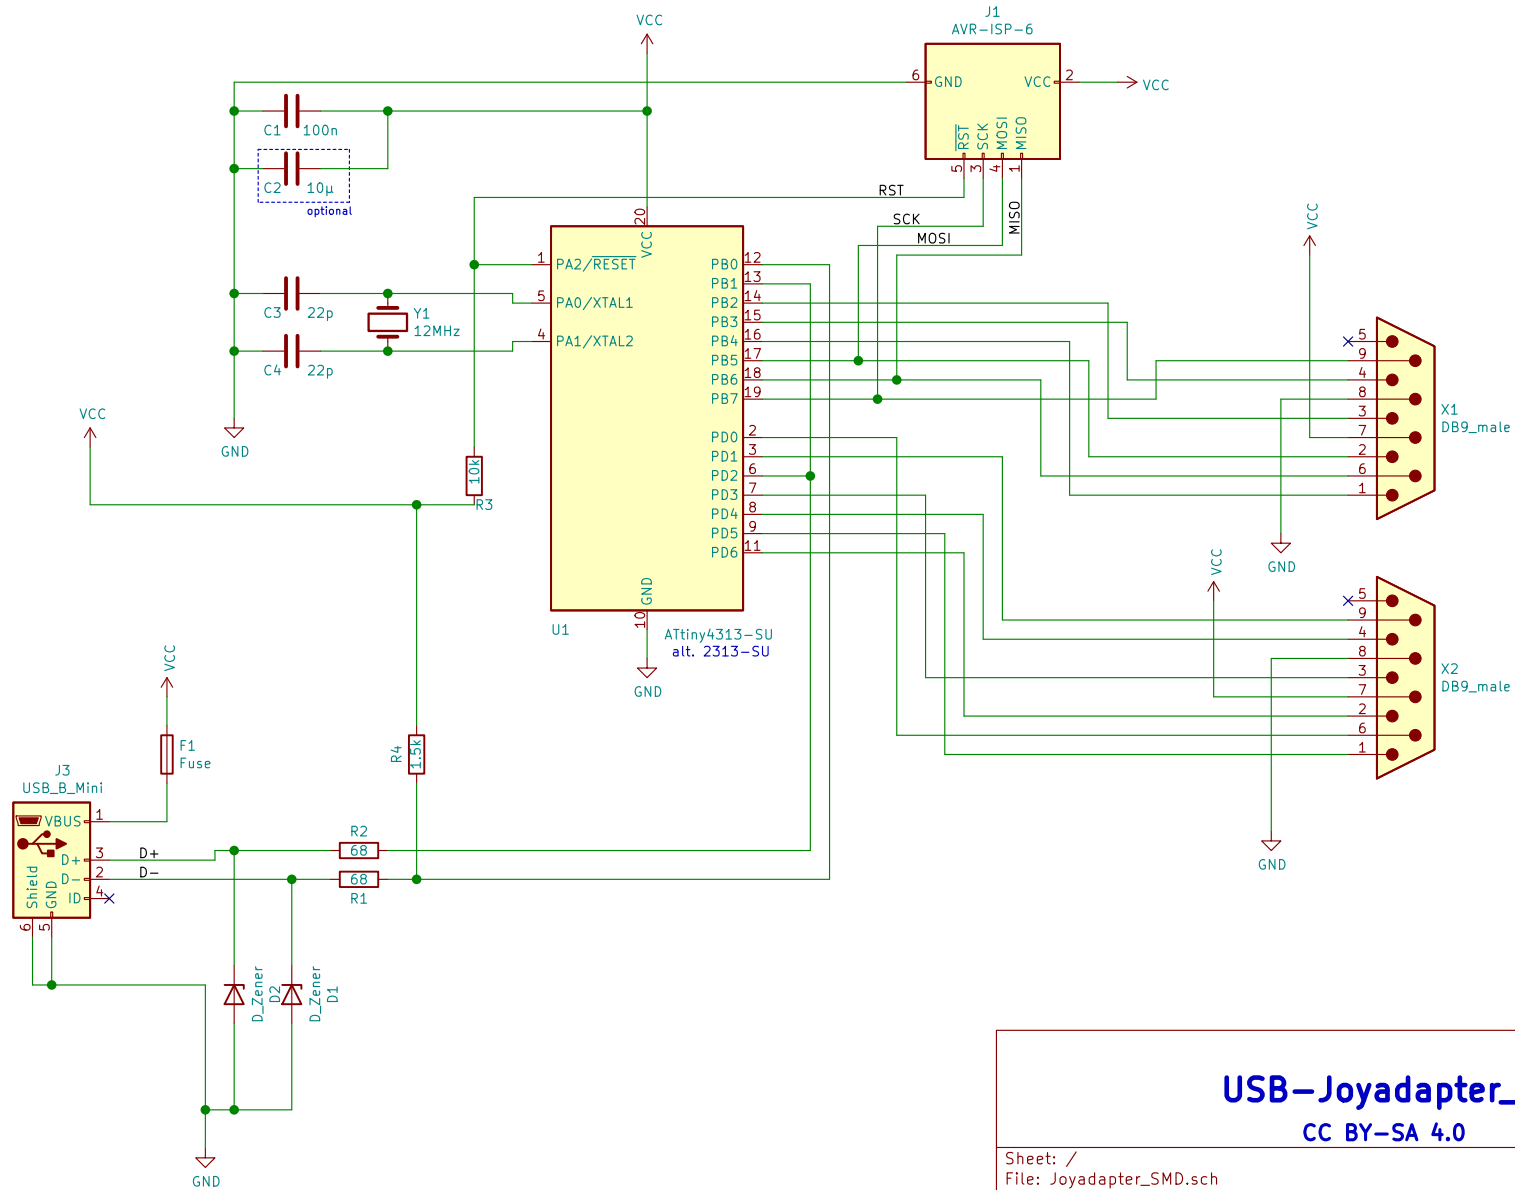 VCC
J1
AVR-ISP-6
6 GND
VCC 2
VCC
RST
SCK
MOSI
MISO
5
3
4
1
C1 100n
C2 10µ
optional
RST
SCK
MOSI
MISO
20
VCC
1 PA2/RESET
5 PA0/XTAL1
4 PA1/XTAL2
PB0 12
PB1 13
PB2 14
PB3 15
PB4 16
PB5 17
PB6 18
PB7 19
PD0 2
PD1 3
PD2 6
PD3 7
PD4 8
PD5 9
PD6 11
GND
10
U1
ATtiny4313-SU
alt. 2313-SU
GND
C3 22p
C4 22p
Y1
12MHz
GND
VCC
10k
R3
VCC
5
9
4
8
3
7
2
6
1
X1
DB9_male
GND
VCC
5
9
4
8
3
7
2
6
1
X2
DB9_male
GND
VCC
F1
Fuse
R4
1.5k
J3
USB_B_Mini
VBUS 1
D+ 3
D- 2
ID 4
Shield
GND
6
5
D+
D-
R2
68
68
R1
D_Zener
D2
D_Zener
D1
GND
USB-Joyadapter_
CC BY-SA 4.0
Sheet: /
File: Joyadapter_SMD.sch